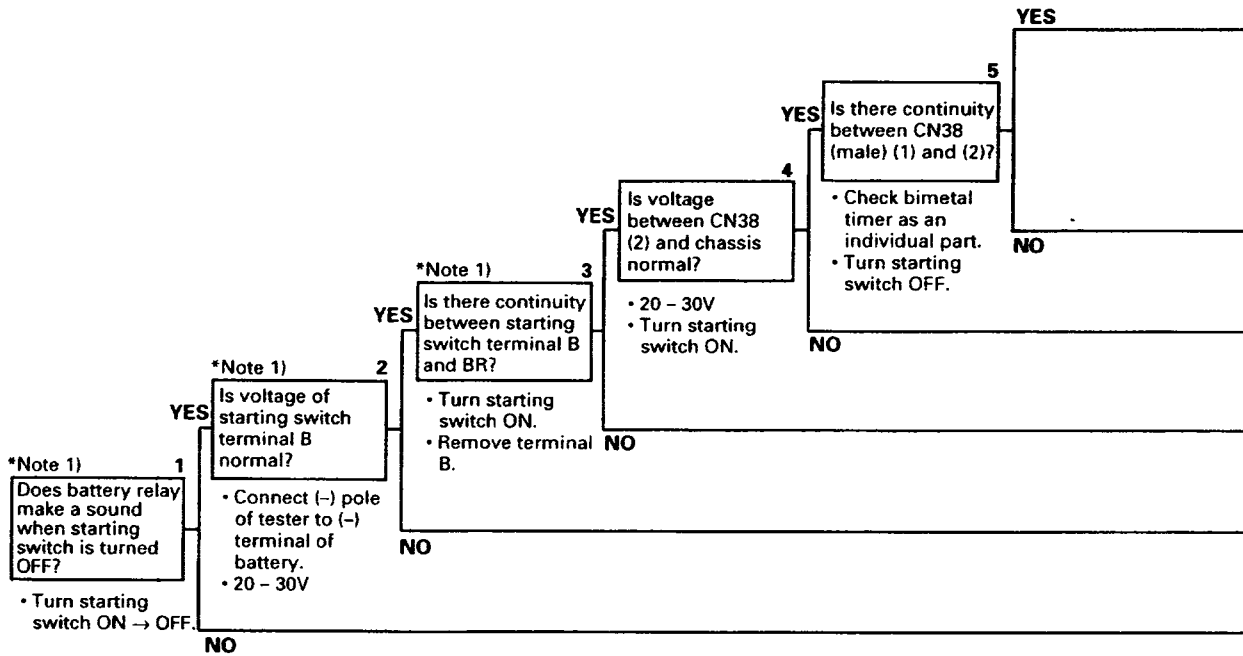 YES
5
YES
Is there continuity
between CN38
(male) (1) and (2)?
• Check bimetal
timer as an
individual part.
• Turn starting
switch OFF.
NO
4
YES
Is voltage
between CN38
(2) and chassis
normal?
• 20 – 30V
• Turn starting
switch ON.
NO
*Note 1)
3
YES
Is there continuity
between starting
switch terminal B
and BR?
• Turn starting
switch ON.
• Remove terminal
B.
NO
*Note 1)
2
YES
Is voltage of
starting switch
terminal B
normal?
• Connect (–) pole
of tester to (–)
terminal of
battery.
• 20 – 30V
NO
*Note 1)
1
Does battery relay
make a sound
when starting
switch is turned
OFF?
• Turn starting
switch ON → OFF.
NO